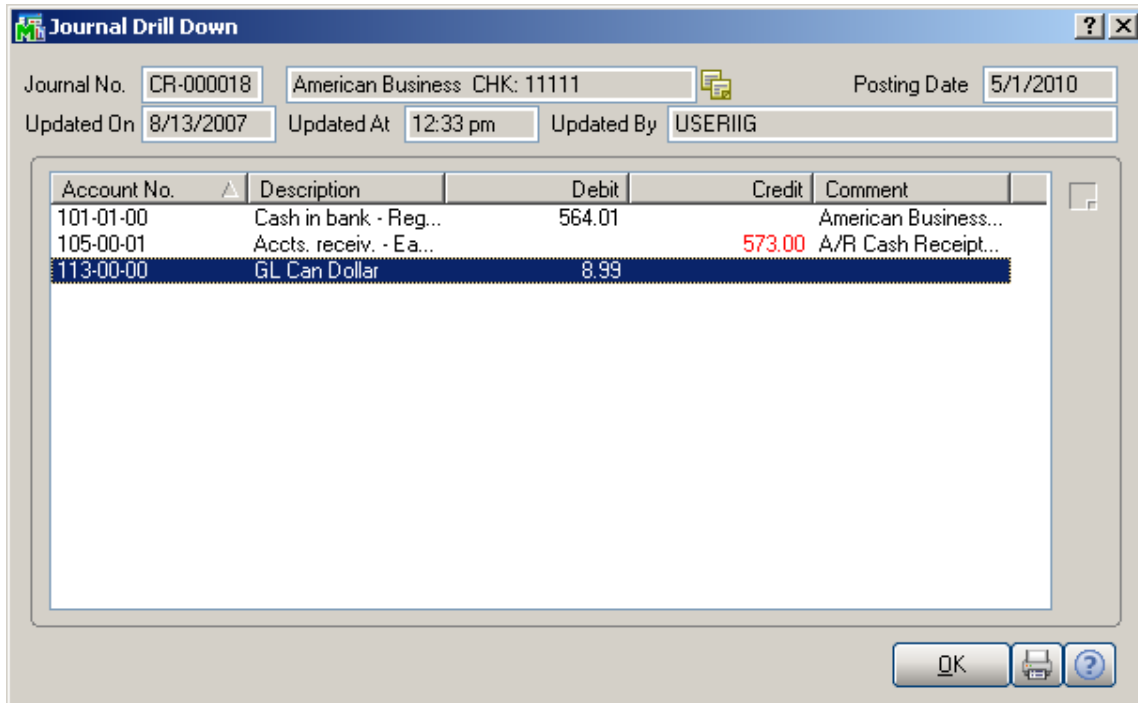 Journal Drill Down
Journal No. CR-000018 American Business CHK: 11111 Posting Date 5/1/2010
Updated On 8/13/2007 Updated At 12:33 pm Updated By USERIIG
Account No. Description Debit Credit Comment
101-01-00 Cash in bank - Reg... 564.01 American Business...
105-00-01 Accts. receiv. - Ea... 573.00 A/R Cash Receipt...
113-00-00 GL Can Dollar 8.99
OK